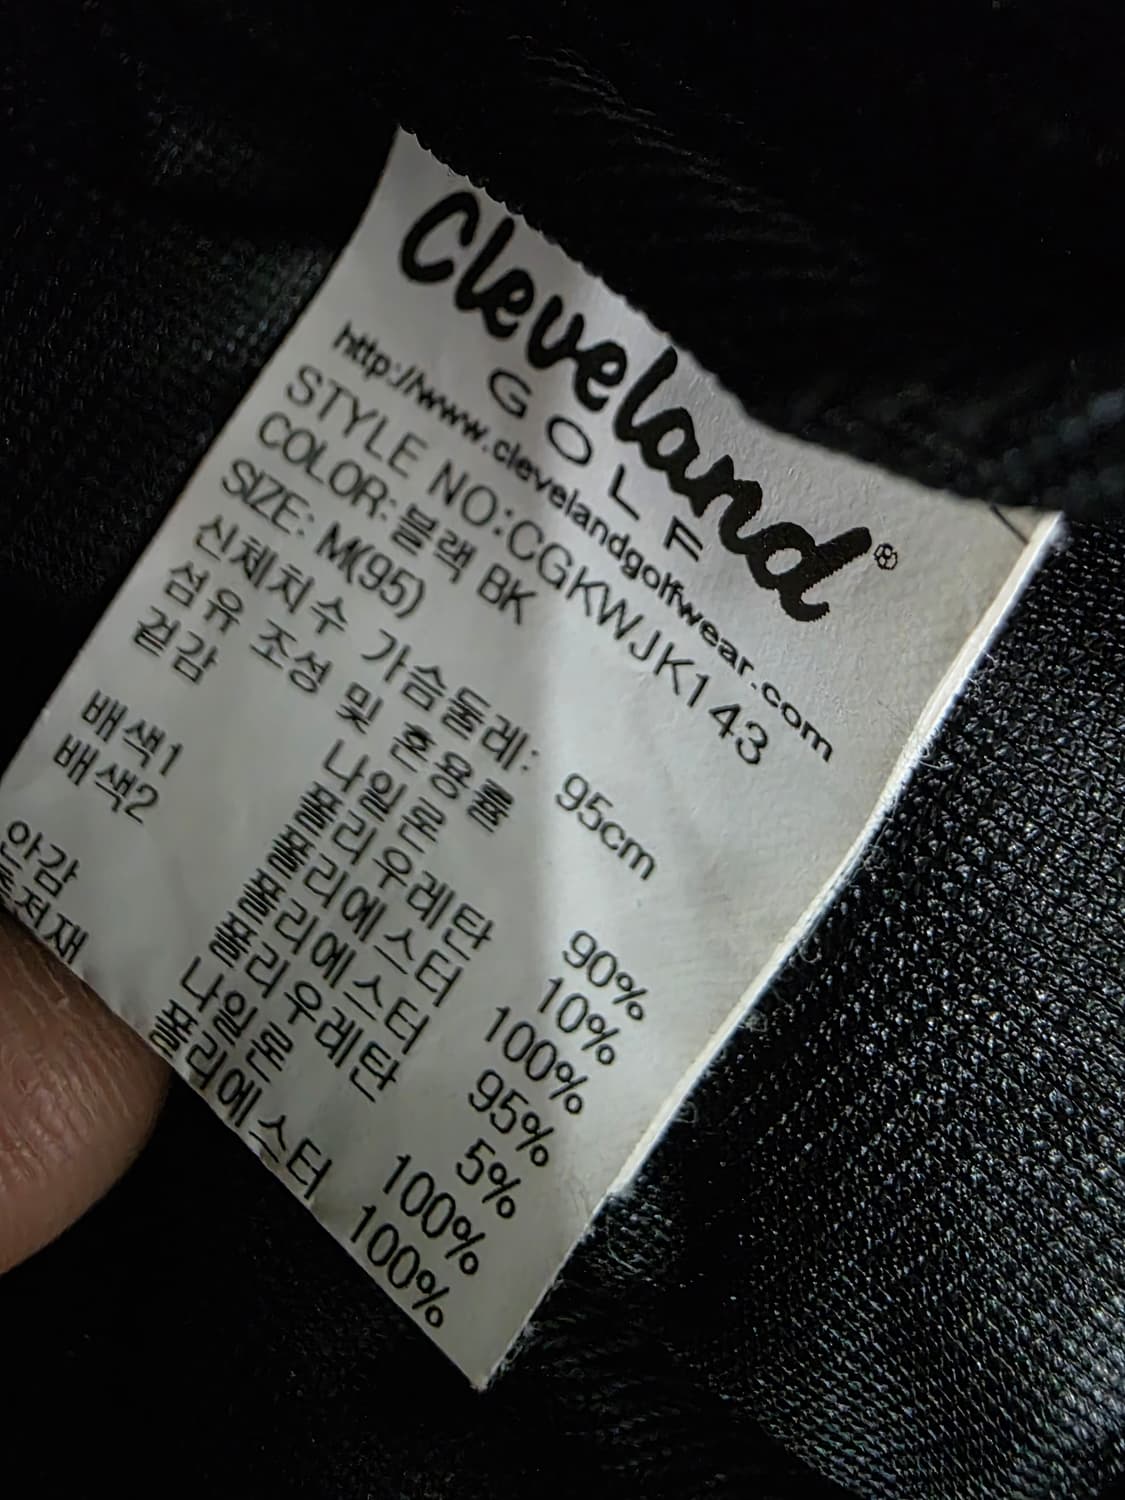 Cleveland®
GOLF
http://www.clevelandgolfwear.com
STYLE NO:CGKWJK143
COLOR: 블랙 BK
SIZE: M(95)
신체치수 가슴둘레: 95cm
섬유 조성 및 혼용률
겉감 나일론 90%
폴리우레탄 10%
배색1 폴리에스터 100%
배색2 폴리에스터 95%
폴리우레탄 5%
안감 나일론 100%
폴리에스터 100%